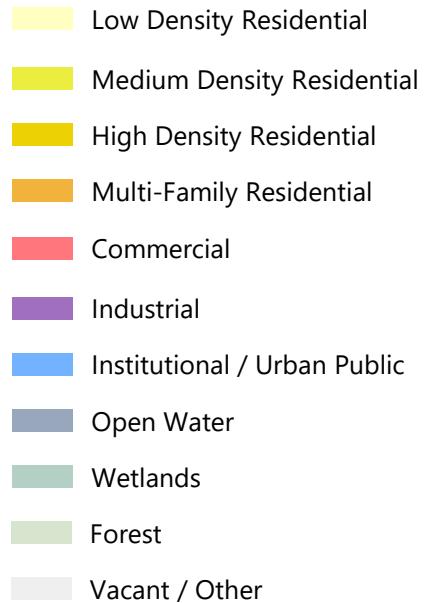 Low Density Residential
Medium Density Residential
High Density Residential
Multi-Family Residential
Commercial
Industrial
Institutional / Urban Public
Open Water
Wetlands
Forest
Vacant / Other